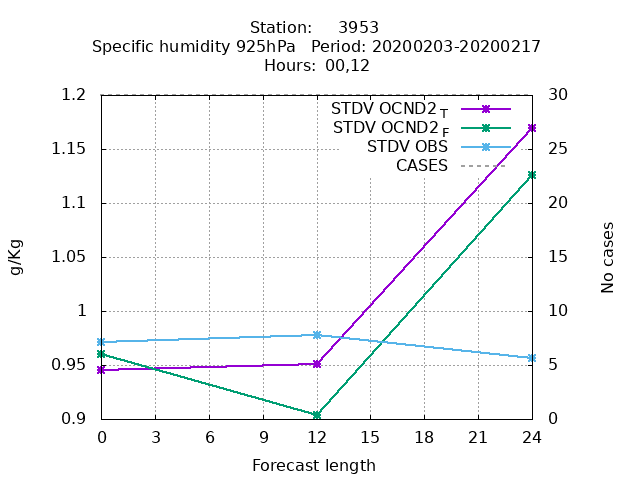 Station: 3953
Specific humidity 925hPa Period: 20200203-20200217
Hours: 00,12
1.2
1.15
1.1
1.05
1
0.95
0.9
g/Kg
STDV OCND2 T
STDV OCND2 F
STDV OBS
CASES
30
25
20
15
10
5
0
No cases
0 3 6 9 12 15 18 21 24
Forecast length